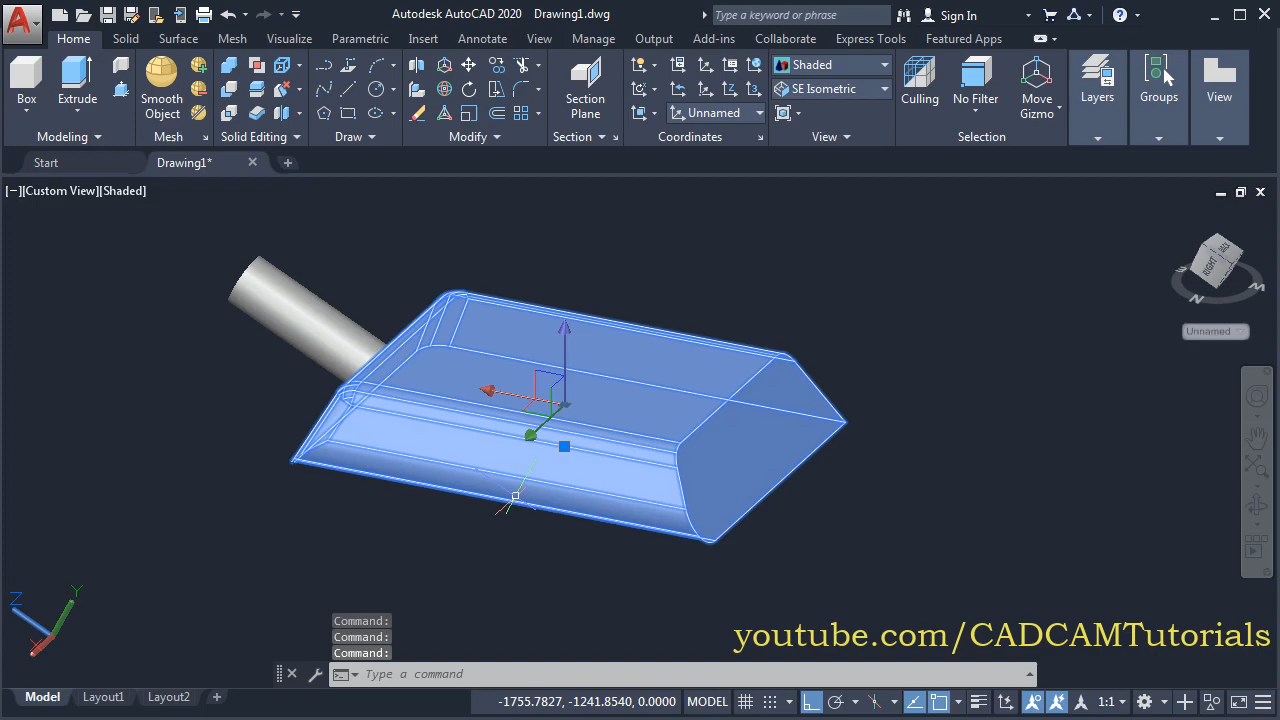 Autodesk AutoCAD 2020 Drawing1.dwg
Type a keyword or phrase
Sign In
Home Solid Surface Mesh Visualize Parametric Insert Annotate View Manage Output Add-ins Collaborate Express Tools Featured Apps
Box
Extrude
Smooth
Object
Section
Plane
Unnamed
Shaded
SE Isometric
Culling
No Filter
Move
Gizmo
Layers
Groups
View
Modeling Mesh Solid Editing Draw Modify Section Coordinates View Selection
Start
Drawing1*
[−][Custom View][Shaded]
RIGHT
BACK
N
Unnamed
Z
Y
X
Command:
Command:
Command:
Type a command
youtube.com/CADCAMTutorials
Model Layout1 Layout2
-1755.7827, -1241.8540, 0.0000 MODEL
1:1